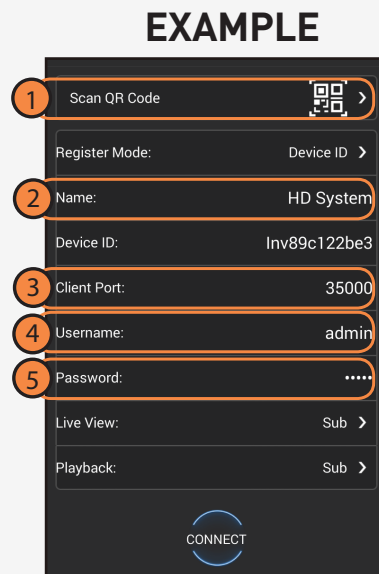 EXAMPLE
1 Scan QR Code
Register Mode: Device ID
2 Name: HD System
Device ID: Inv89c122be3
3 Client Port: 35000
4 Username: admin
5 Password: •••••
Live View: Sub
Playback: Sub
CONNECT